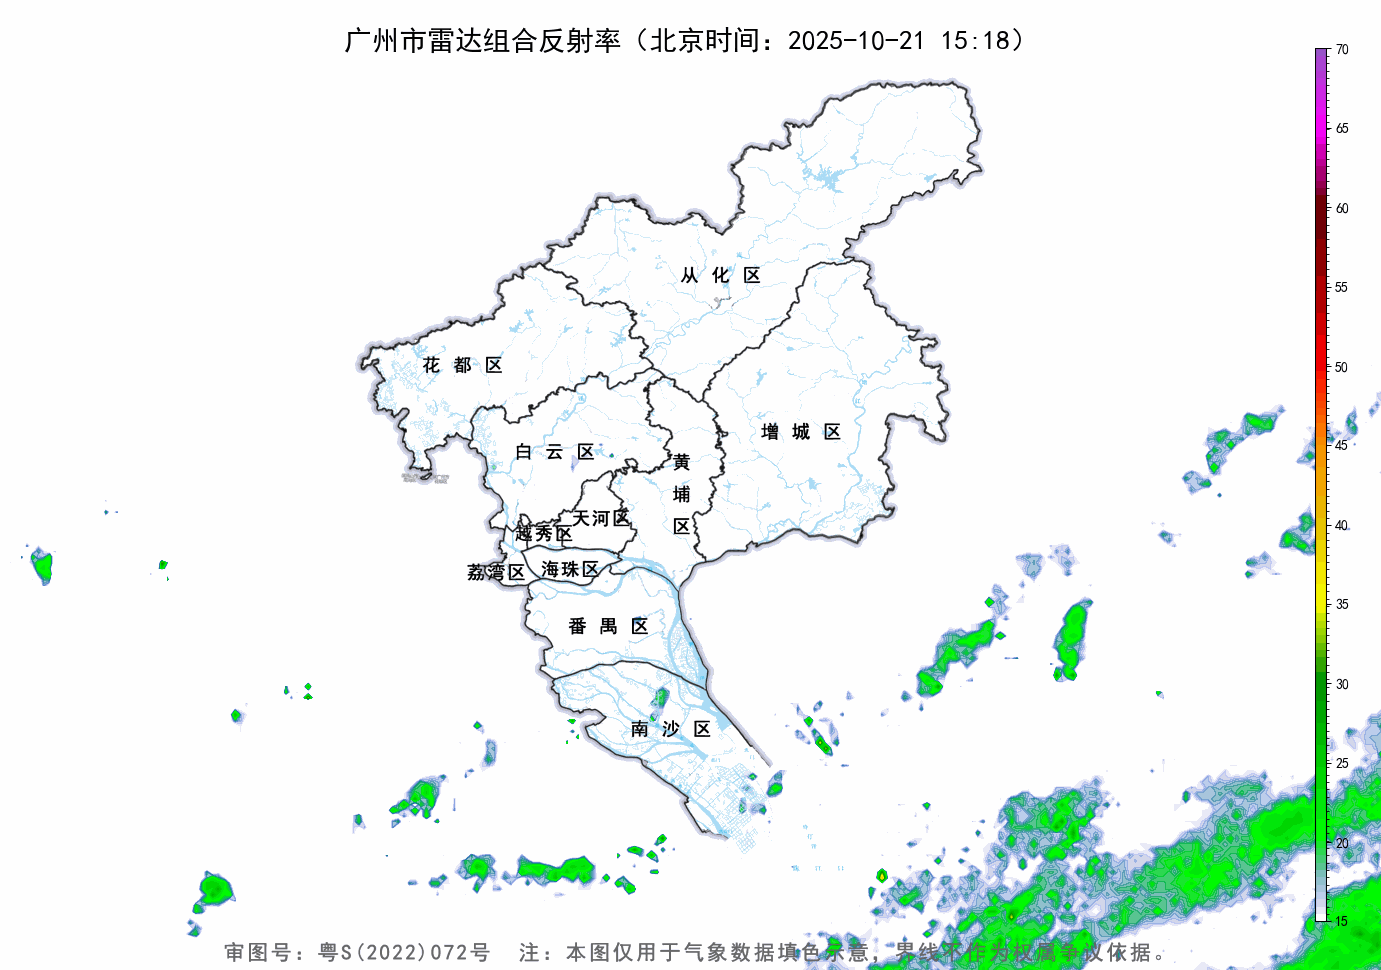 广州市雷达组合反射率（北京时间：2025-10-21 15:18）
70
65
60
55
50
45
40
35
30
25
20
15
从化区
花都区
增城区
白云区
黄埔区
天河区
越秀区
荔湾区
海珠区
番禺区
南沙区
审图号：粤S(2022)072号 注：本图仅用于气象数据填色示意，界线不作为权属争议依据。